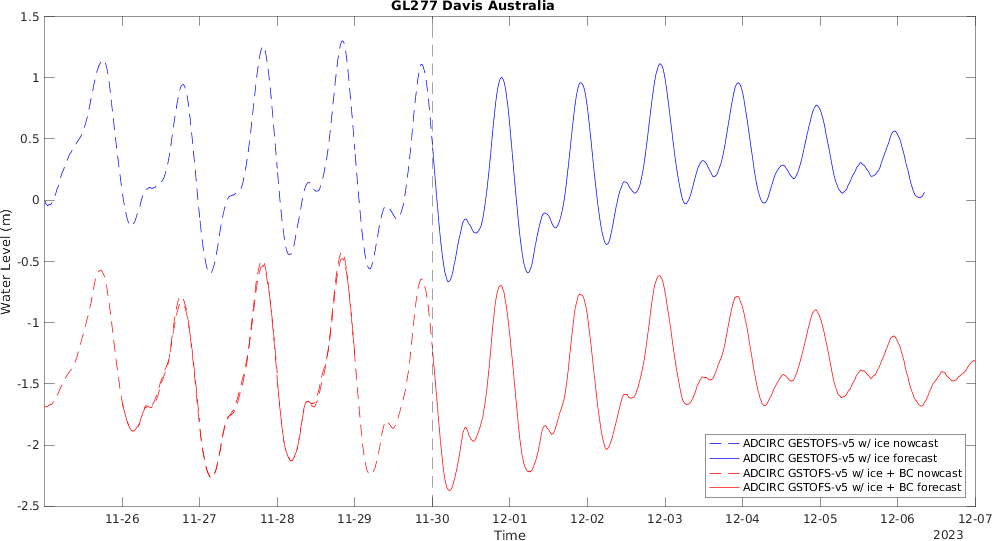 GL277 Davis Australia
1.5
1
0.5
0
-0.5
-1
-1.5
-2
-2.5
Water Level (m)
ADCIRC GESTOFS-v5 w/ ice nowcast
ADCIRC GESTOFS-v5 w/ ice forecast
ADCIRC GSTOFS-v5 w/ ice + BC nowcast
ADCIRC GSTOFS-v5 w/ ice + BC forecast
11-26 11-27 11-28 11-29 11-30 12-01 12-02 12-03 12-04 12-05 12-06 12-07
Time
2023